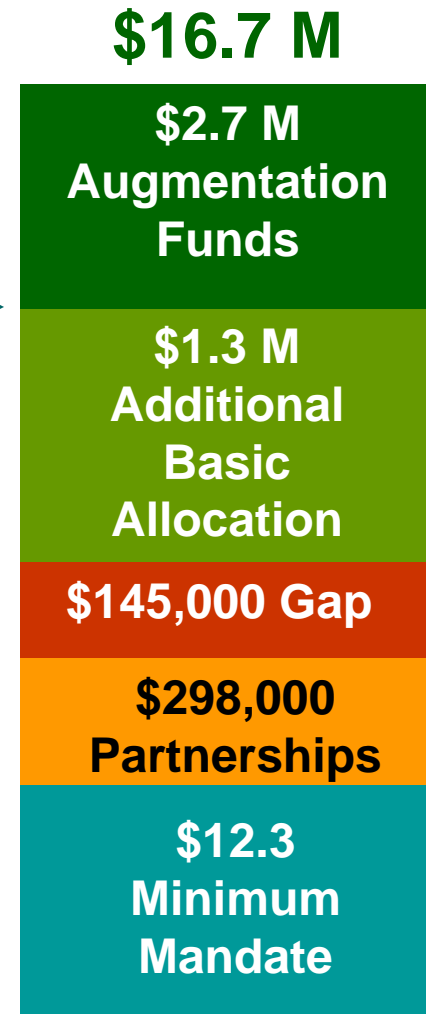 $16.7 M
$2.7 M
Augmentation
Funds
$1.3 M
Additional
Basic
Allocation
$145,000 Gap
$298,000
Partnerships
$12.3
Minimum
Mandate